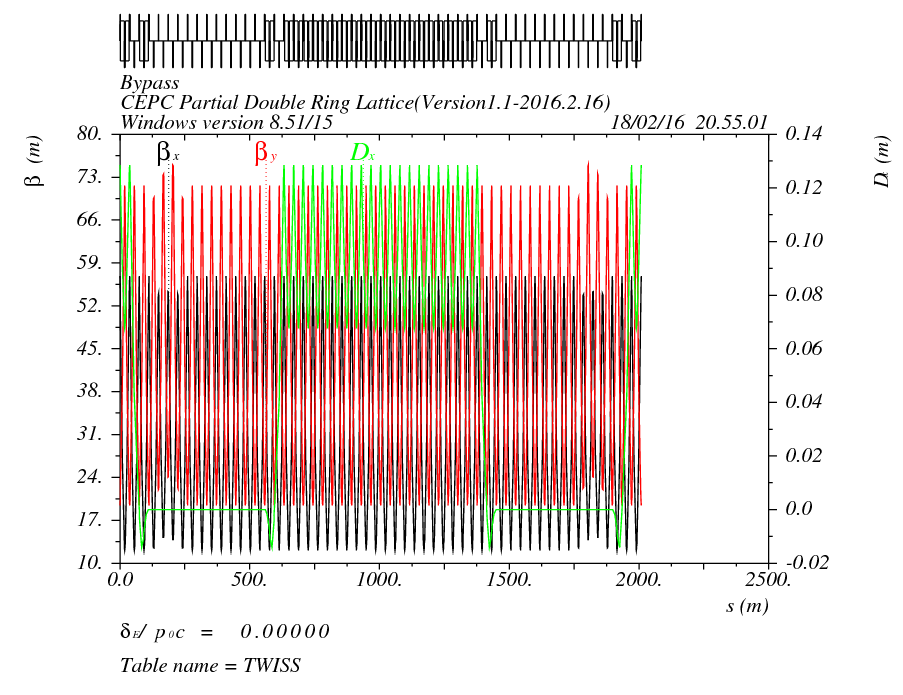 Bypass
CEPC Partial Double Ring Lattice(Version1.1-2016.2.16)
Windows version 8.51/15 18/02/16 20.55.01
β (m)
80.
73.
66.
59.
52.
45.
38.
31.
24.
17.
10.
βx βy Dx
0.14
0.12
0.10
0.08
0.06
0.04
0.02
0.0
-0.02
D (m)
0.0 500. 1000. 1500. 2000. 2500.
s (m)
δE/ p0c = 0.00000
Table name = TWISS